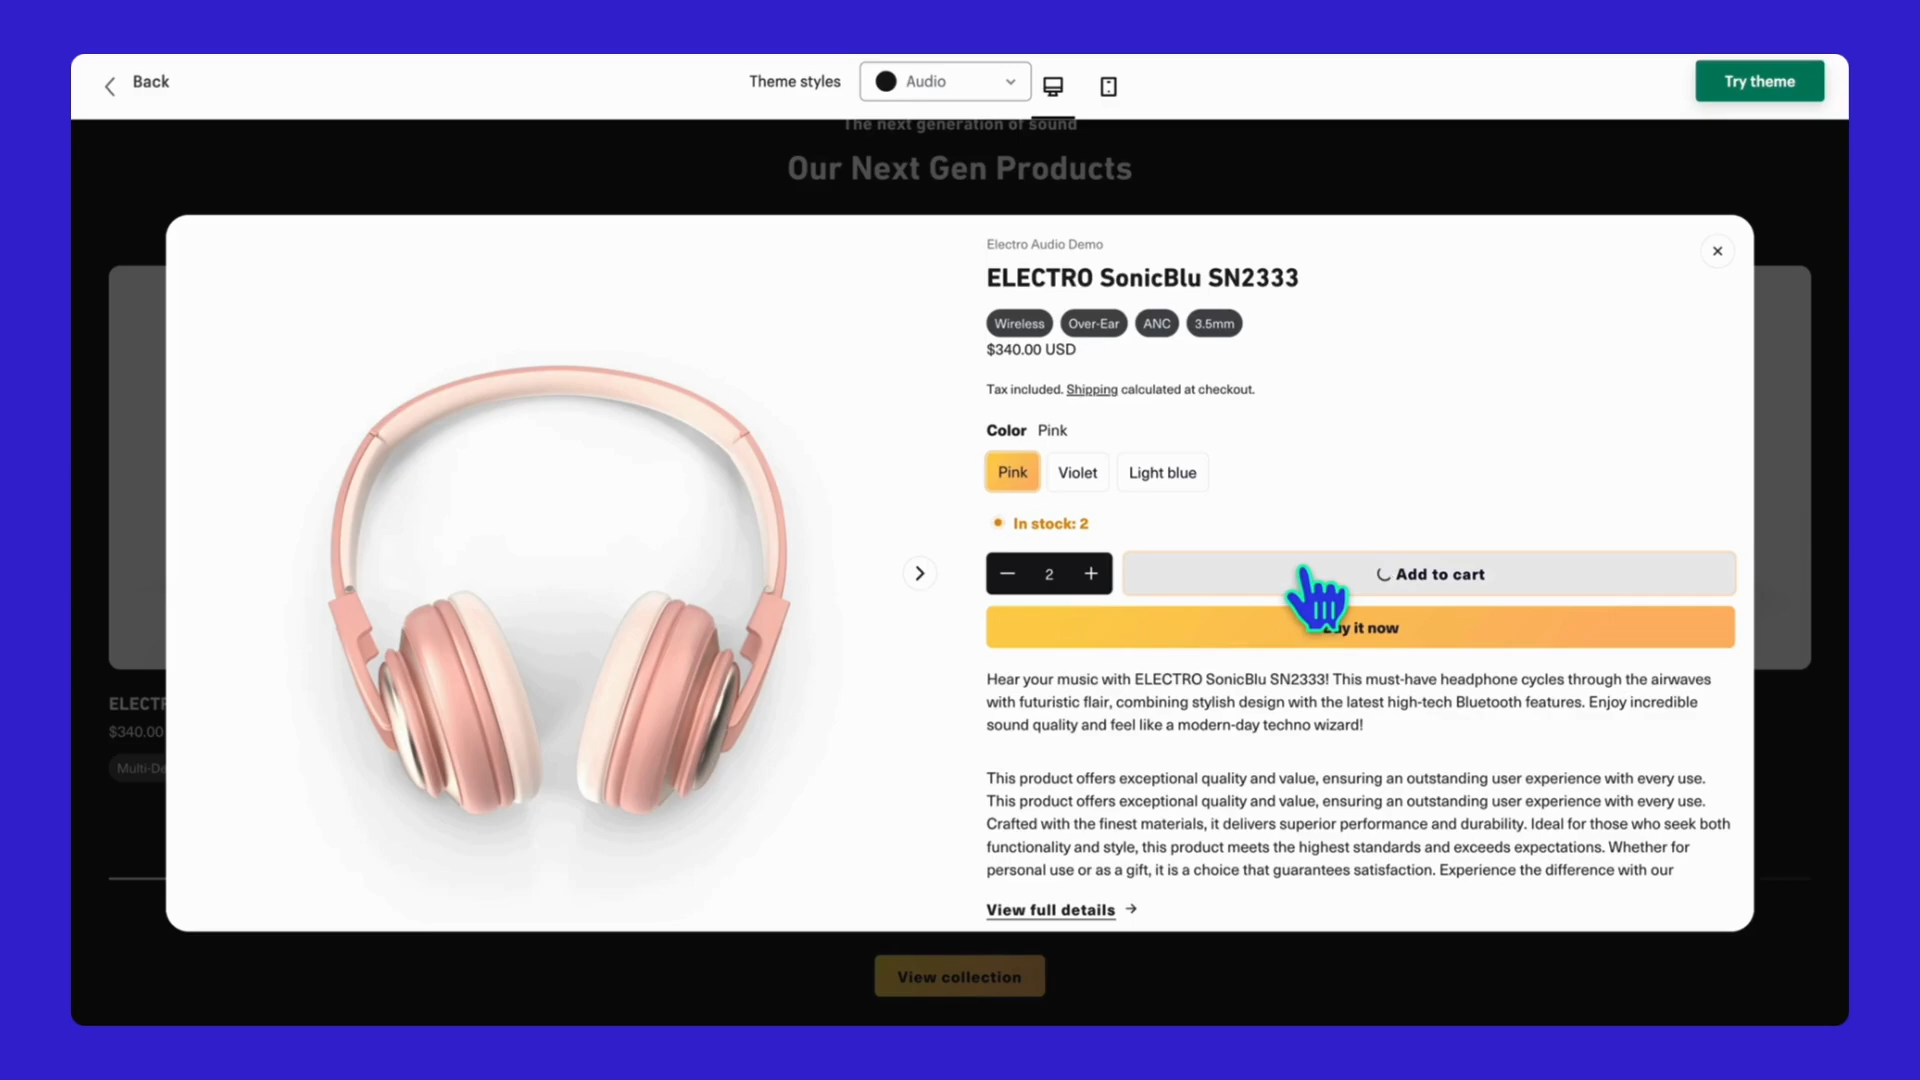 Back
Theme styles
Audio
Try theme
The next generation of sound
Our Next Gen Products
Electro Audio Demo
ELECTRO SonicBlu SN2333
Wireless
Over-Ear
ANC
3.5mm
$340.00 USD
Tax included. Shipping calculated at checkout.
Color Pink
Pink
Violet
Light blue
In stock: 2
2
Add to cart
it now
Hear your music with ELECTRO SonicBlu SN2333! This must-have headphone cycles through the airwaves
with futuristic flair, combining stylish design with the latest high-tech Bluetooth features. Enjoy incredible
sound quality and feel like a modern-day techno wizard!
This product offers exceptional quality and value, ensuring an outstanding user experience with every use.
This product offers exceptional quality and value, ensuring an outstanding user experience with every use.
Crafted with the finest materials, it delivers superior performance and durability. Ideal for those who seek both
functionality and style, this product meets the highest standards and exceeds expectations. Whether for
personal use or as a gift, it is a choice that guarantees satisfaction. Experience the difference with our
View full details
$340.00
View collection